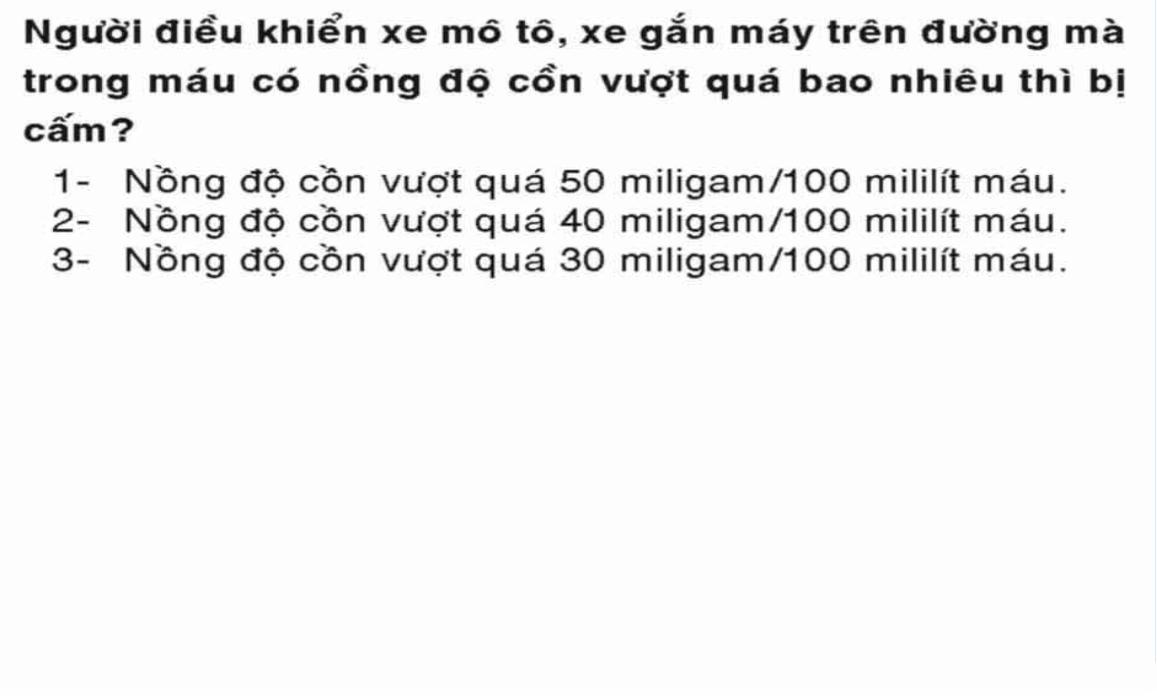 Người điều khiển xe mô tô, xe gắn máy trên đường mà
trong máu có nồng độ cồn vượt quá bao nhiêu thì bị
cấm?
1- Nồng độ cồn vượt quá 50 miligam/100 mililít máu.
2- Nồng độ cồn vượt quá 40 miligam/100 mililít máu.
3- Nồng độ cồn vượt quá 30 miligam/100 mililít máu.